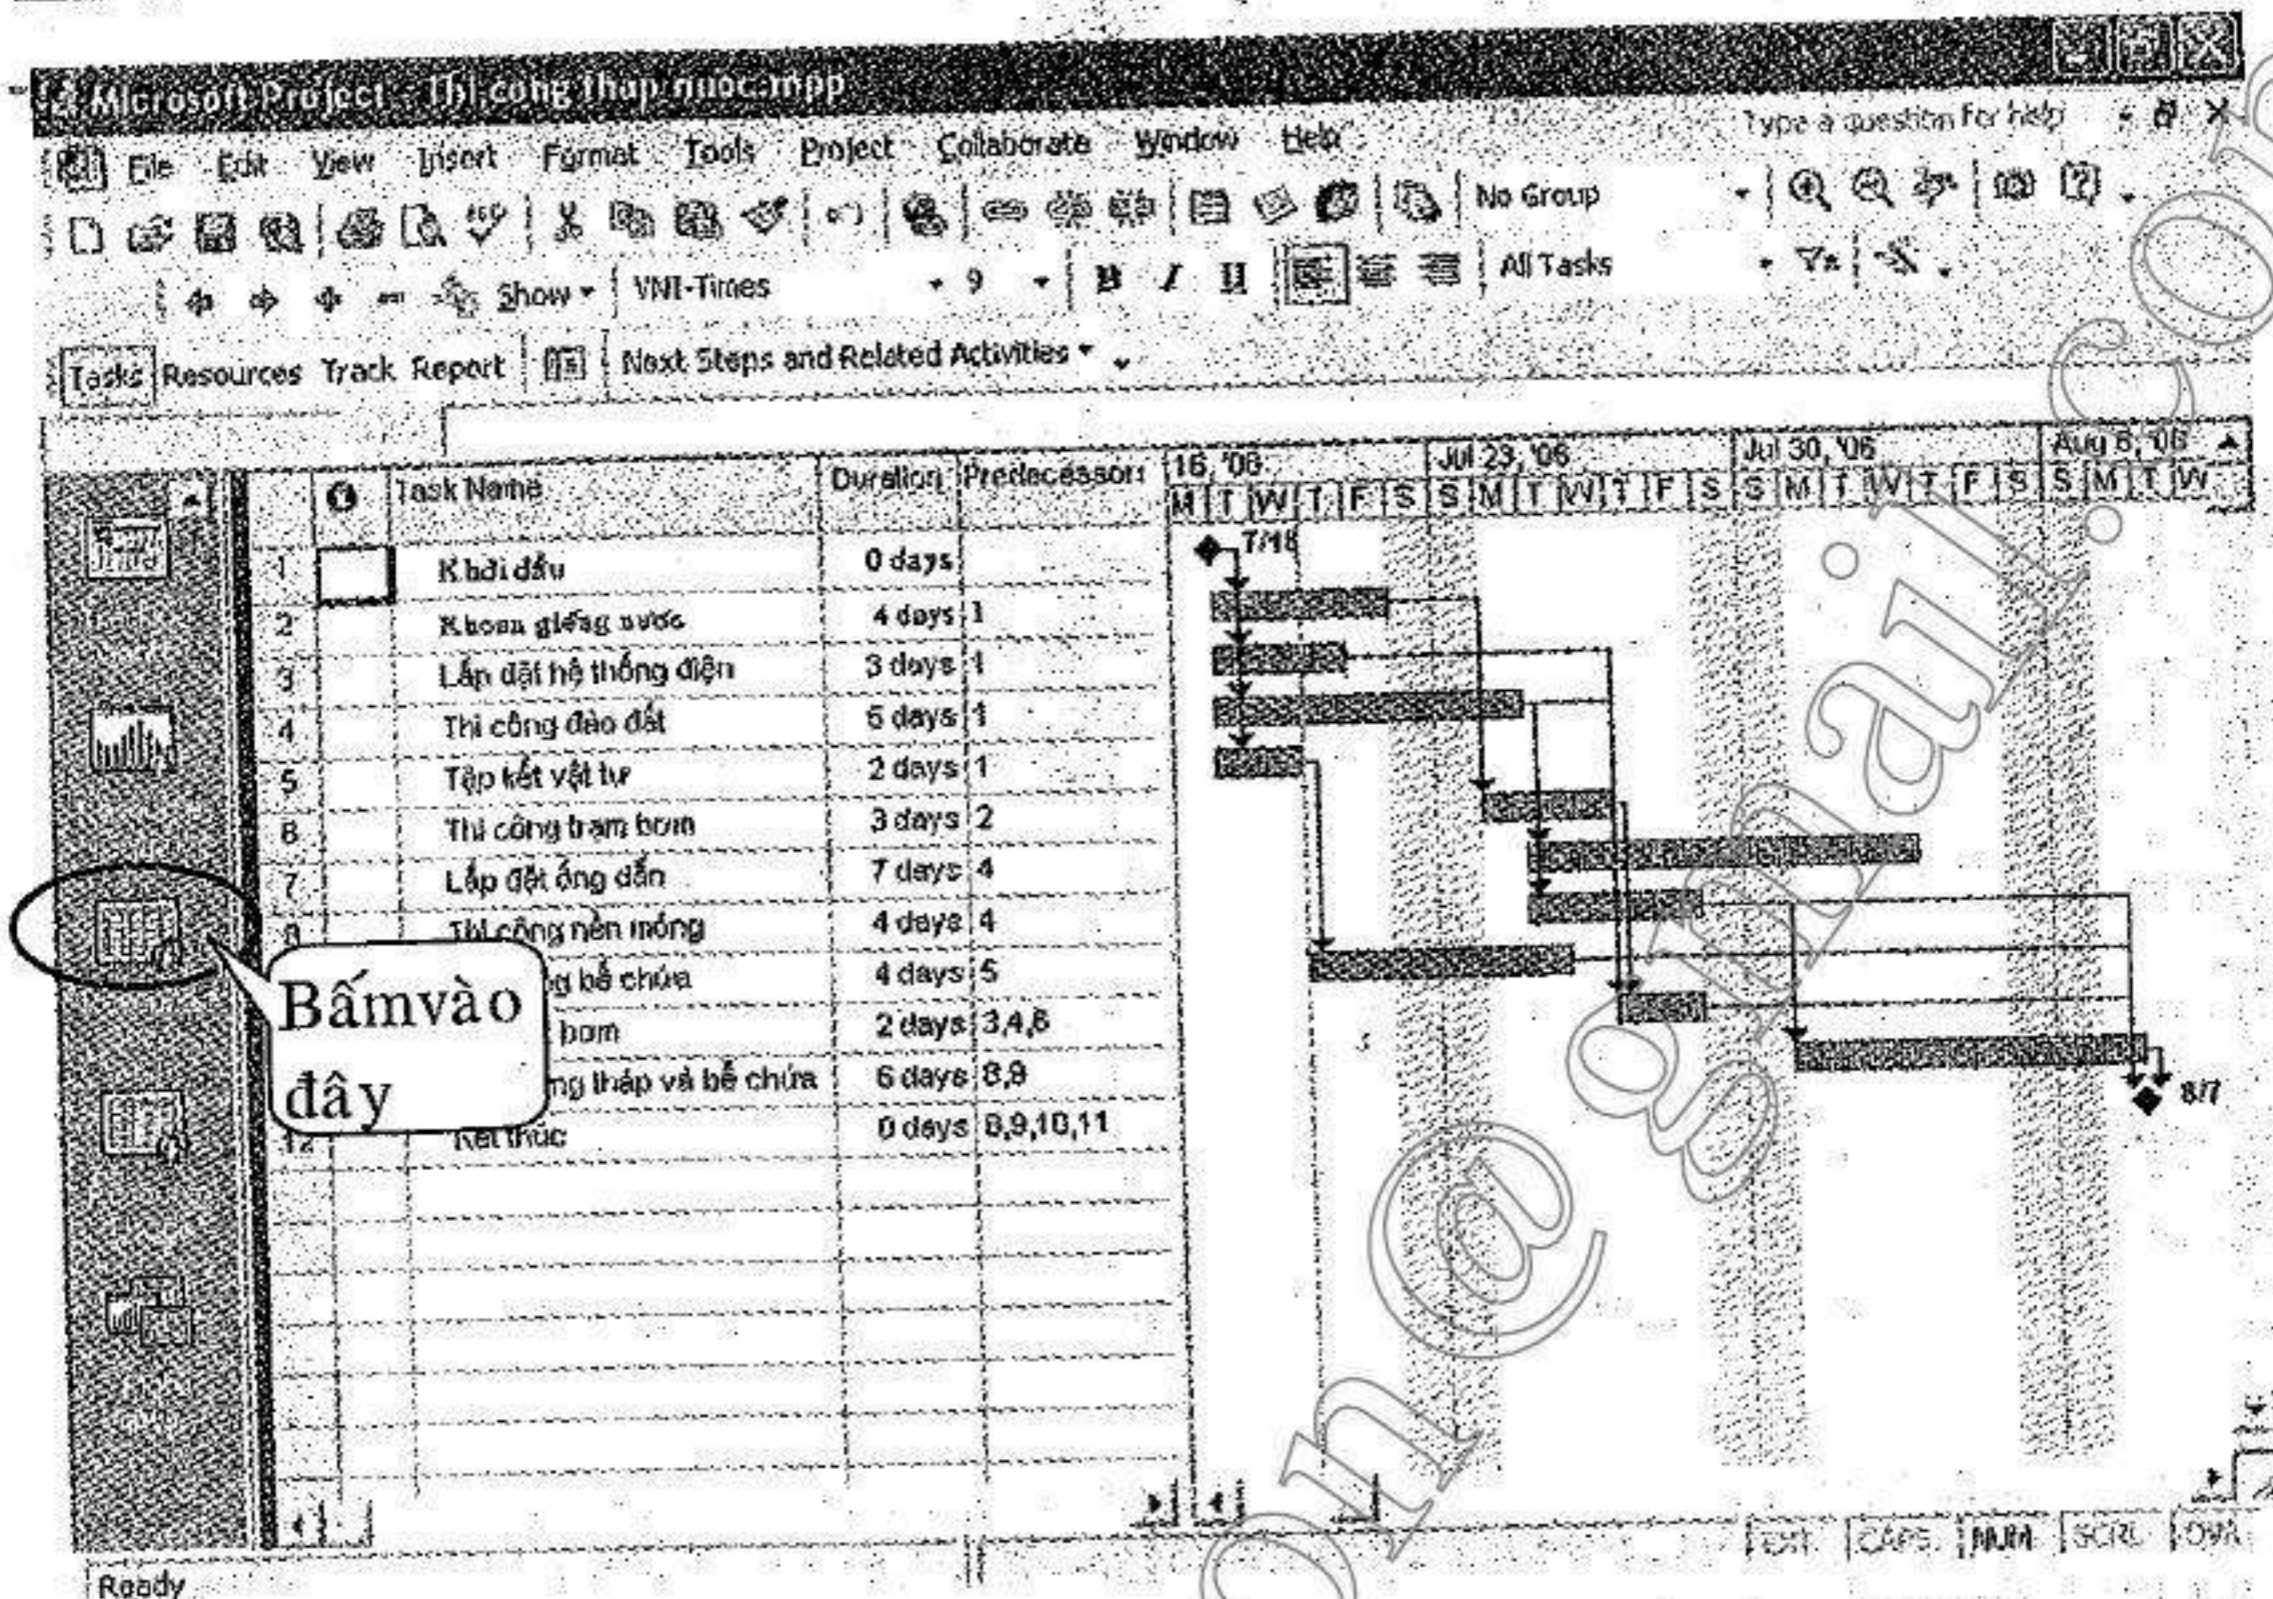 Microsoft Project - Thi cong thap nuoc.mpp
File Edit View Insert Format Tools Project Collaborate Window Help Type a question for help
No Group
Show VNI-Times 9 B I U All Tasks
Tasks Resources Track Report Next Steps and Related Activities
Task Name Duration Predecessors 16, '06 Jul 23, '06 Jul 30, '06 Aug 6, '06
M T W T F S S M T W T F S S M T W T F S S M T W
1 Khởi đầu 0 days 7/18
2 Khoan giếng nước 4 days 1
3 Lắp đặt hệ thống điện 3 days 1
4 Thi công đào đất 5 days 1
5 Tập kết vật tư 2 days 1
6 Thi công trạm bơm 3 days 2
7 Lắp đặt ống dẫn 7 days 4
8 Thi công nền móng 4 days 4
bể chứa 4 days 5
bơm 2 days 3,4,6
tháp và bể chứa 6 days 8,9
12 Kết thúc 0 days 8,9,10,11
8/7
Bấmvào
đây
EXT CAPS NUM SCRL OVR
Ready
on@gmail.com